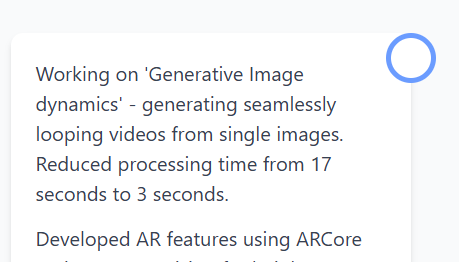 Working on 'Generative Image
dynamics' - generating seamlessly
looping videos from single images.
Reduced processing time from 17
seconds to 3 seconds.
Developed AR features using ARCore